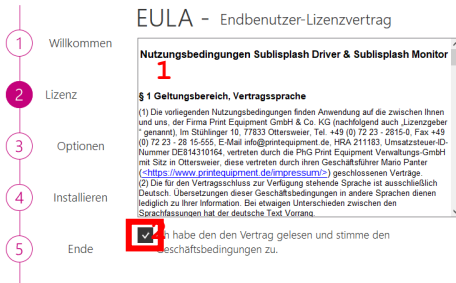 EULA - Endbenutzer-Lizenzvertrag
1 Willkommen
2 Lizenz
3 Optionen
4 Installieren
5 Ende
Nutzungsbedingungen Sublisplash Driver & Sublisplash Monitor
1
§ 1 Geltungsbereich, Vertragssprache
(1) Die vorliegenden Nutzungsbedingungen finden Anwendung auf die zwischen Ihnen
und uns, der Firma Print Equipment GmbH & Co. KG (nachfolgend auch „Lizenzgeber
“ genannt), Im Stühlinger 10, 77833 Ottersweier, Tel. +49 (0) 72 23 - 2815-0, Fax +49
(0) 72 23 - 28 15-555, E-Mail info@printequipment.de, HRA 211183, Umsatzsteuer-ID-
Nummer DE814310164, vertreten durch die PhG Print Equipment Verwaltungs-GmbH
mit Sitz in Ottersweier, diese vertreten durch ihren Geschäftsführer Mario Panter
(<https://www.printequipment.de/impressum/>) geschlossenen Verträge.
(2) Die für den Vertragsschluss zur Verfügung stehende Sprache ist ausschließlich
Deutsch. Übersetzungen dieser Geschäftsbedingungen in andere Sprachen dienen
lediglich zu Ihrer Information. Bei etwaigen Unterschieden zwischen den
Sprachfassungen hat der deutsche Text Vorrang.
2
ch habe den den Vertrag gelesen und stimme den
eschäftsbedingungen zu.